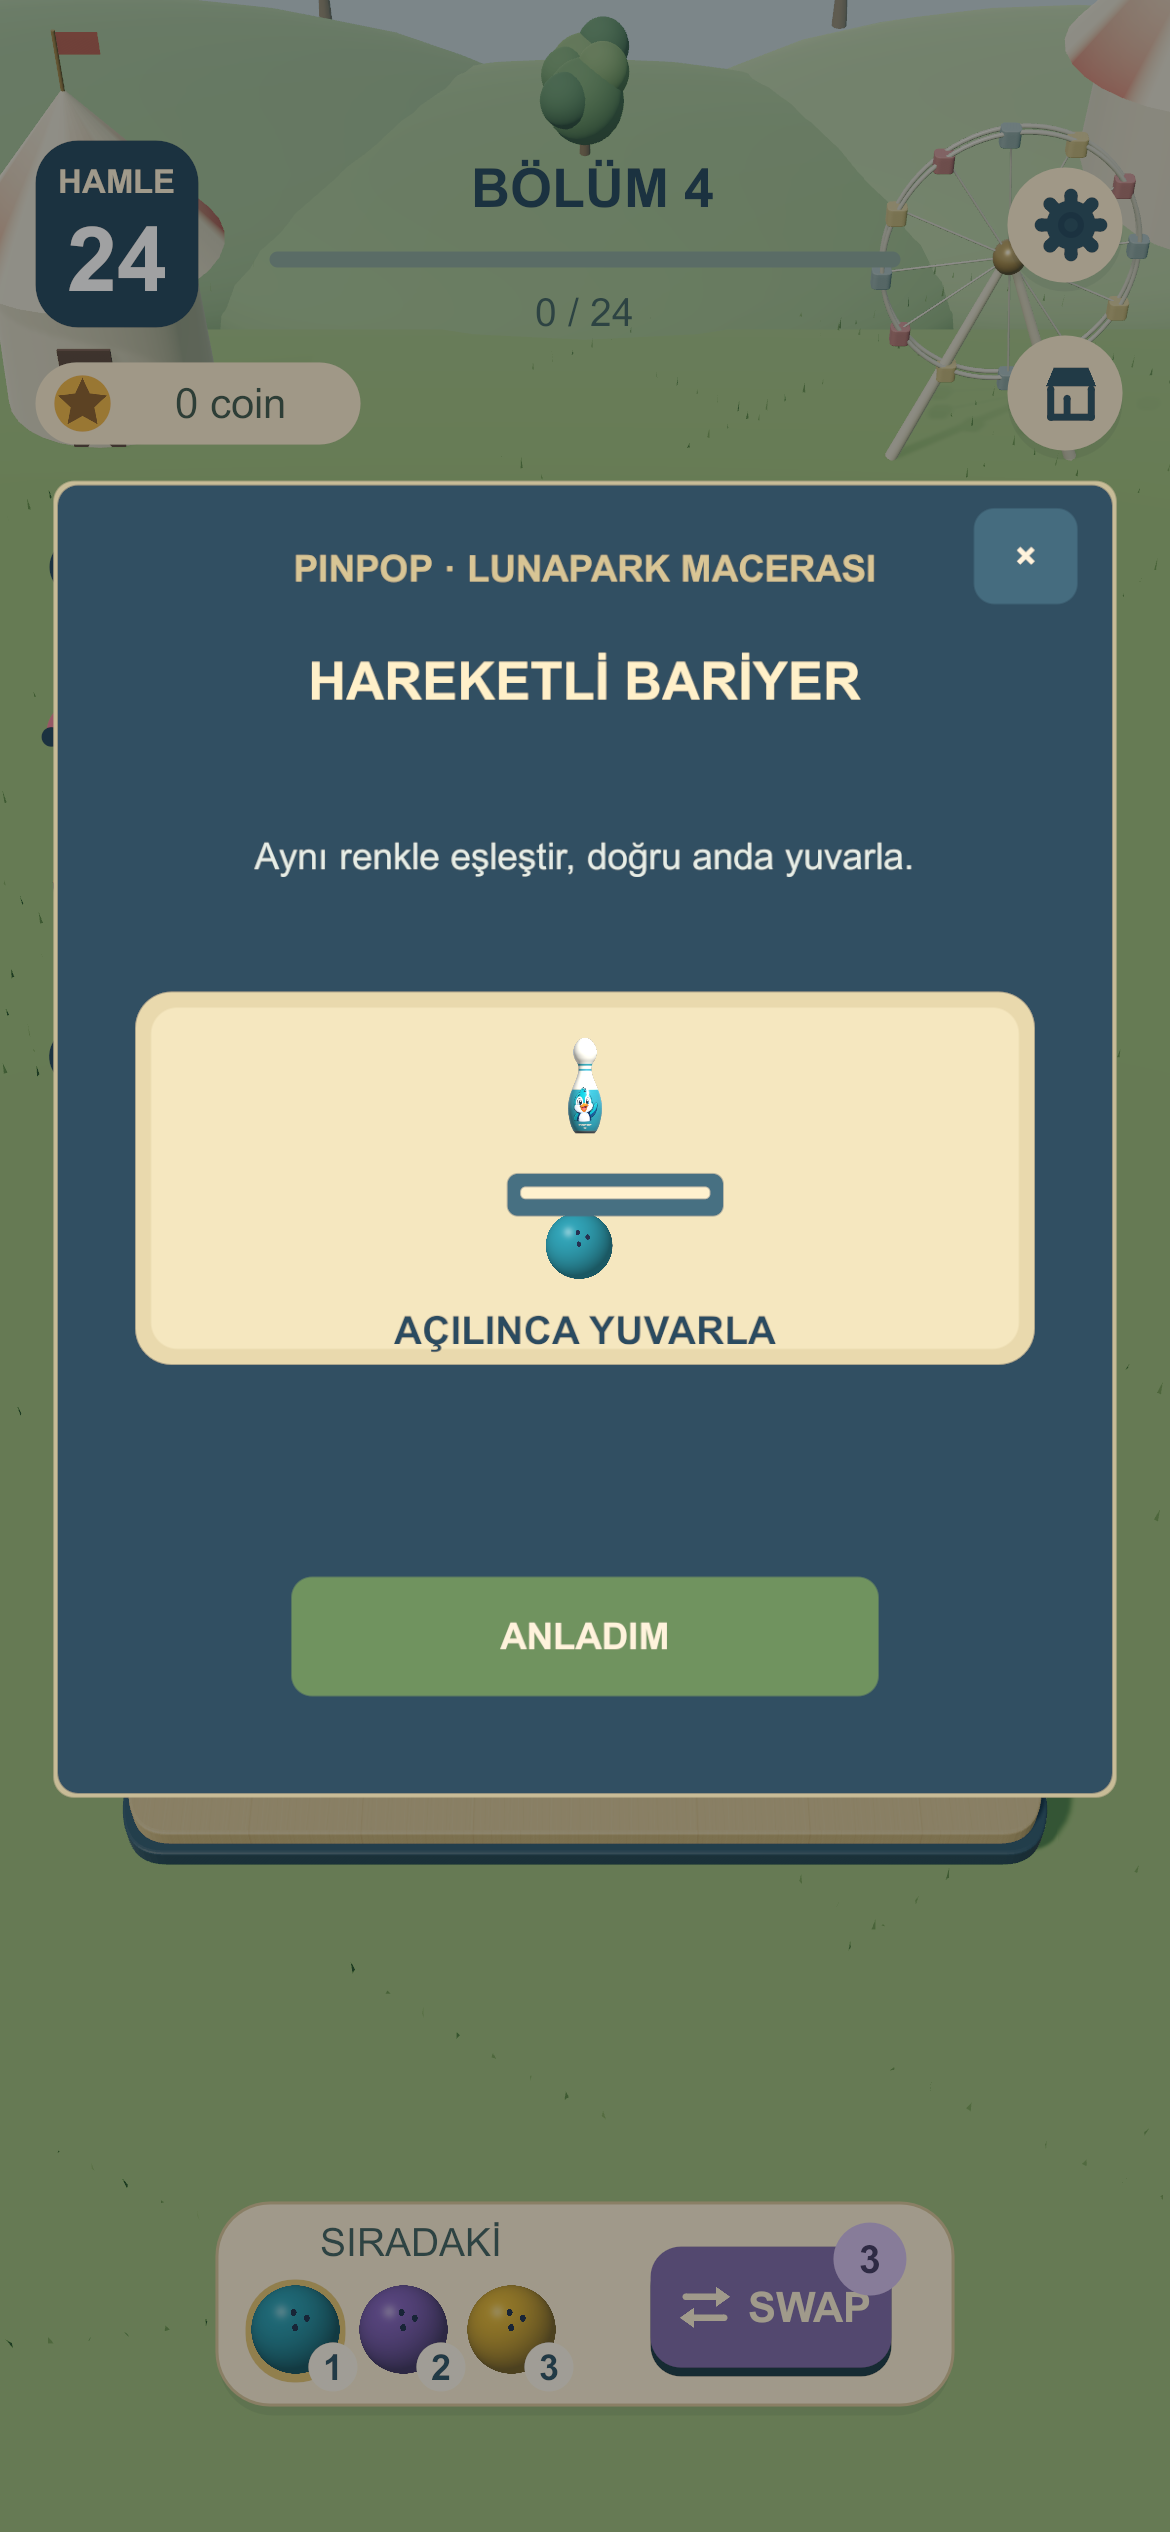 HAMLE
24
BÖLÜM 4
0 / 24
0 coin
PINPOP · LUNAPARK MACERASI
×
HAREKETLİ BARİYER
Aynı renkle eşleştir, doğru anda yuvarla.
AÇILINCA YUVARLA
ANLADIM
SIRADAKİ
1
2
3
SWAP
3